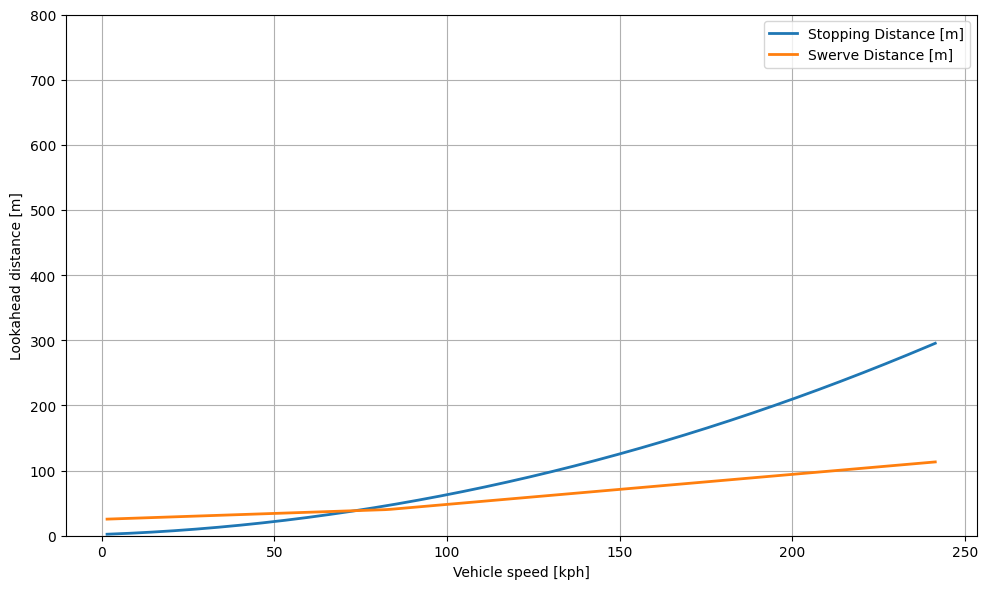 800
700
600
500
400
300
200
100
0
Lookahead distance [m]
Stopping Distance [m]
Swerve Distance [m]
0 50 100 150 200 250
Vehicle speed [kph]